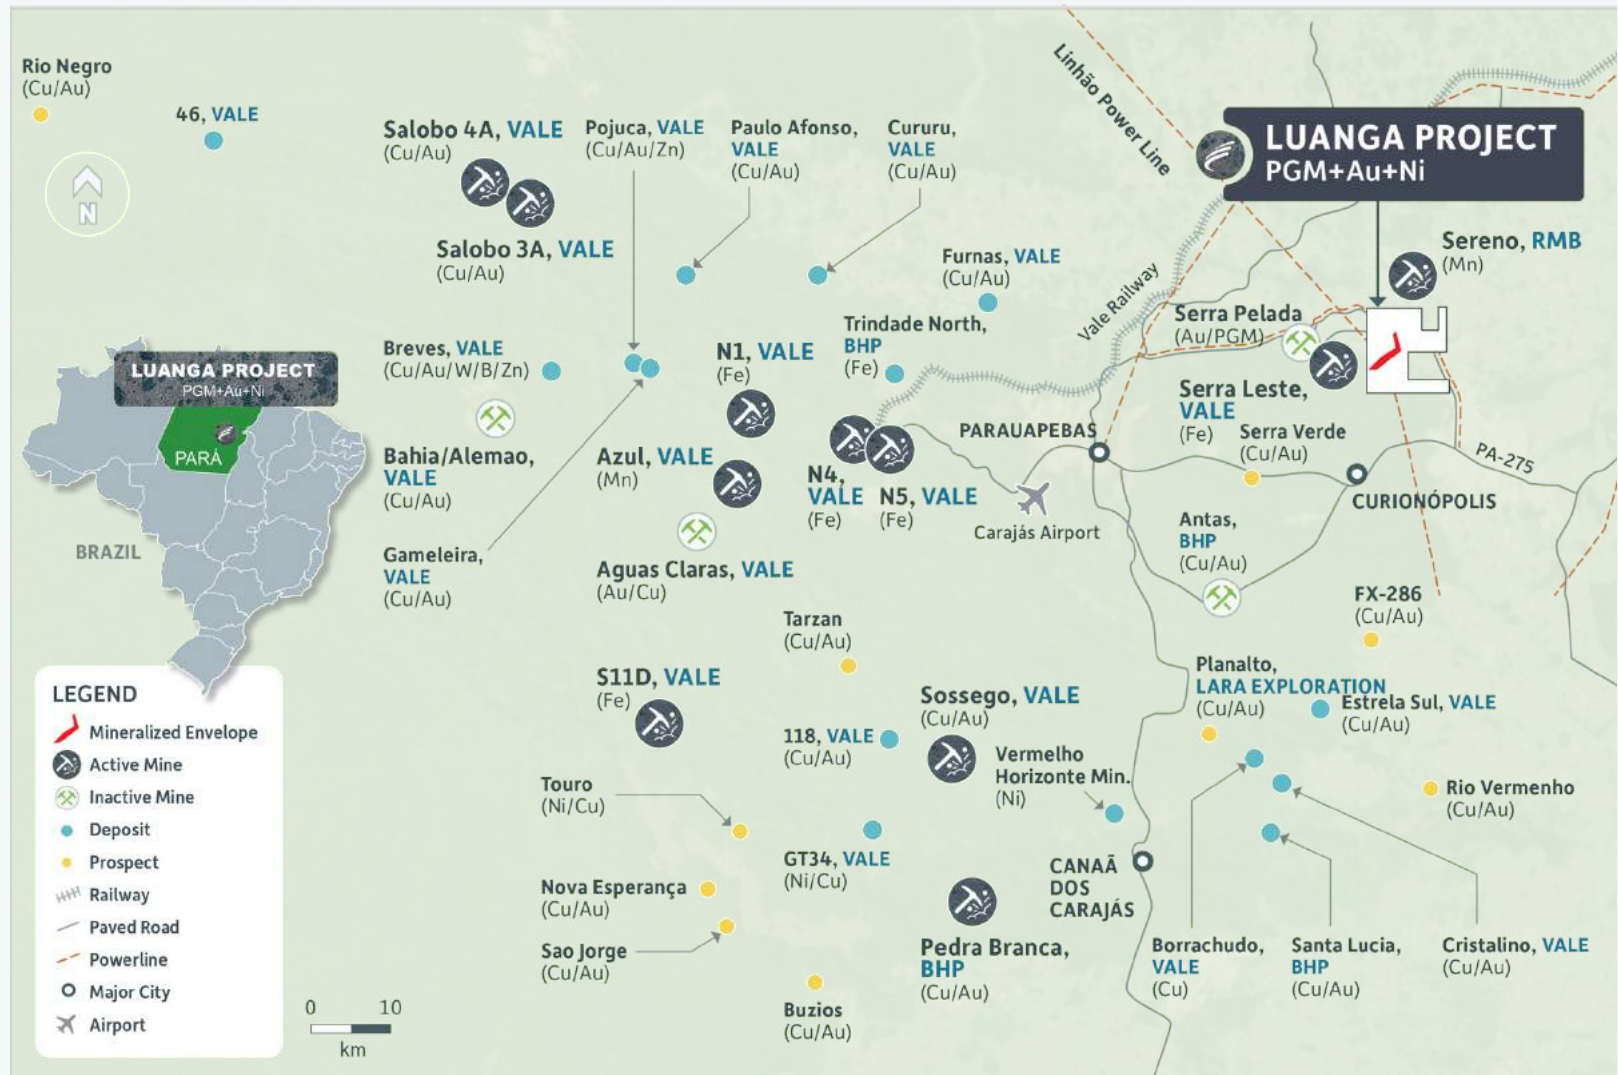 Rio Negro
(Cu/Au)
46, VALE
Salobo 4A, VALE
(Cu/Au)
Salobo 3A, VALE
(Cu/Au)
Pojuca, VALE
(Cu/Au/Zn)
Paulo Afonso,
VALE
(Cu/Au)
Cururu,
VALE
(Cu/Au)
Furnas, VALE
(Cu/Au)
Linhão Power Line
LUANGA PROJECT
PGM+Au+Ni
Sereno, RMB
(Mn)
Vale Railway
Serra Pelada
(Au/PGM)
Serra Leste,
VALE
(Fe)
Trindade North,
BHP
(Fe)
N1, VALE
(Fe)
Breves, VALE
(Cu/Au/W/B/Zn)
Bahia/Alemao,
VALE
(Cu/Au)
Azul, VALE
(Mn)
N4,
VALE
(Fe)
N5, VALE
(Fe)
PARAUAPEBAS
Carajás Airport
Serra Verde
(Cu/Au)
CURIONÓPOLIS
PA-275
Antas,
BHP
(Cu/Au)
Gameleira,
VALE
(Cu/Au)
Aguas Claras, VALE
(Au/Cu)
LUANGA PROJECT
PGM+Au+Ni
PARÁ
BRAZIL
N
FX-286
(Cu/Au)
Tarzan
(Cu/Au)
S11D, VALE
(Fe)
Sossego, VALE
(Cu/Au)
118, VALE
(Cu/Au)
Vermelho
Horizonte Min.
(Ni)
Planalto,
LARA EXPLORATION
(Cu/Au)
Estrela Sul, VALE
(Cu/Au)
Rio Vermenho
(Cu/Au)
Touro
(Ni/Cu)
GT34, VALE
(Ni/Cu)
Nova Esperança
(Cu/Au)
Sao Jorge
(Cu/Au)
Buzios
(Cu/Au)
Pedra Branca,
BHP
(Cu/Au)
CANAÃ
DOS
CARAJÁS
Borrachudo,
VALE
(Cu)
Santa Lucia,
BHP
(Cu/Au)
Cristalino, VALE
(Cu/Au)
LEGEND
Mineralized Envelope
Active Mine
Inactive Mine
Deposit
Prospect
Railway
Paved Road
Powerline
Major City
Airport
0 10
km